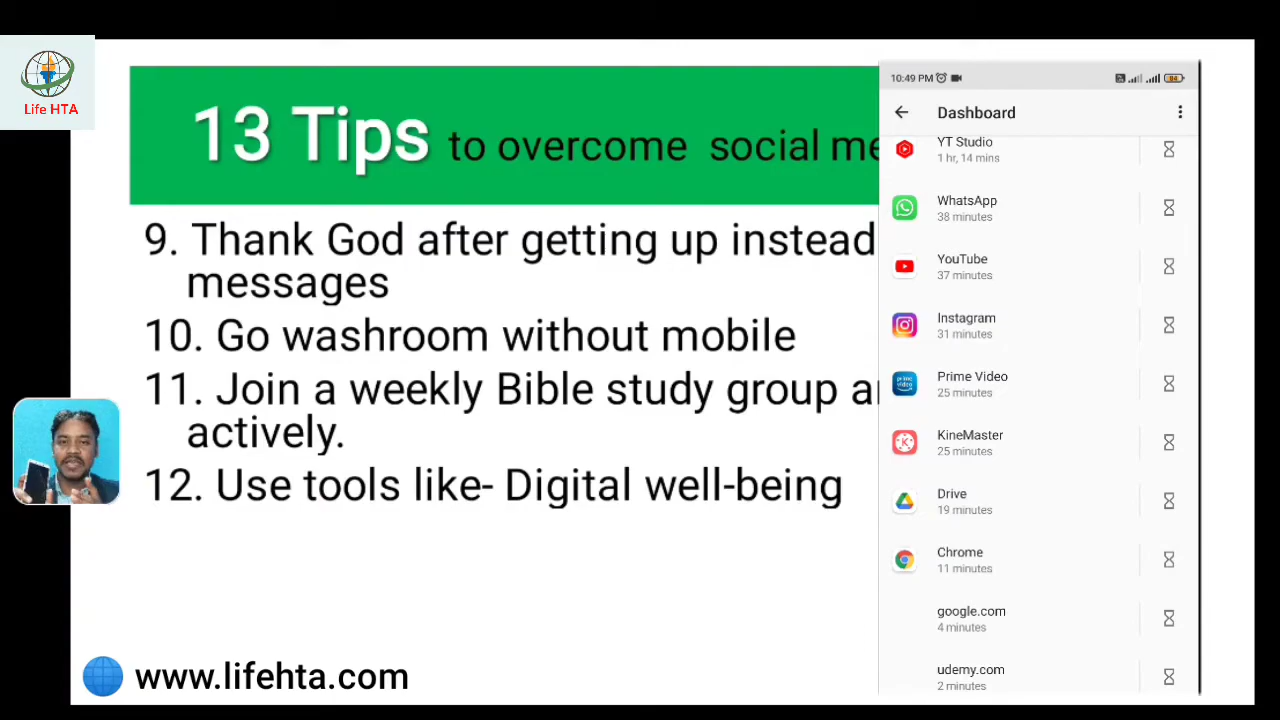 Life HTA
13 Tips to overcome social me
9. Thank God after getting up instead
messages
10. Go washroom without mobile
11. Join a weekly Bible study group a
actively.
12. Use tools like- Digital well-being
www.lifehta.com
10:49 PM
84
Dashboard
YT Studio
1 hr, 14 mins
WhatsApp
38 minutes
YouTube
37 minutes
Instagram
31 minutes
prime video
Prime Video
25 minutes
KineMaster
25 minutes
Drive
19 minutes
Chrome
11 minutes
google.com
4 minutes
udemy.com
2 minutes